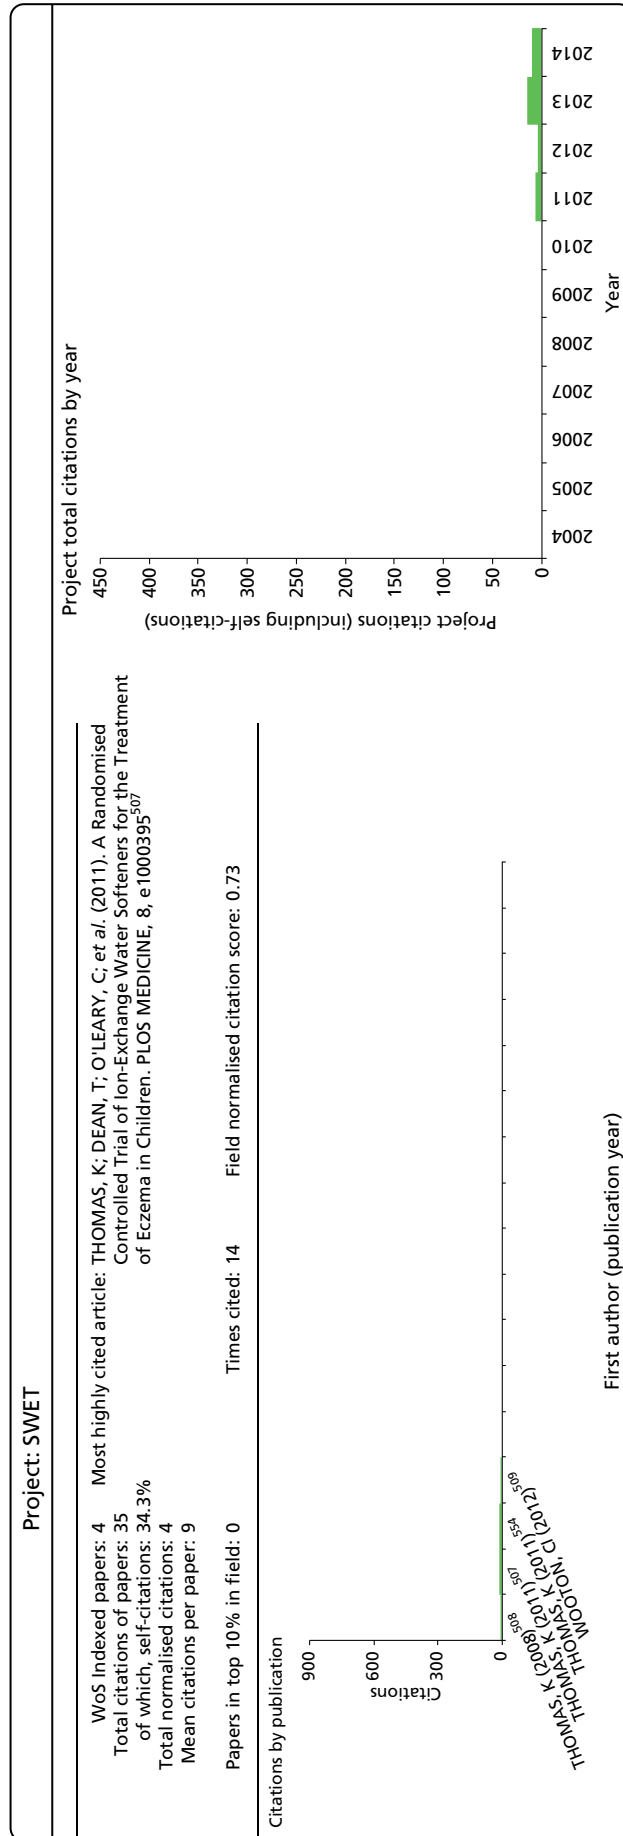 Project: SWET
WoS Indexed papers: 4
Total citations of papers: 35
of which, self-citations: 34.3%
Total normalised citations: 4
Mean citations per paper: 9
Papers in top 10% in field: 0
Most highly cited article: THOMAS, K; DEAN, T; O'LEARY, C; et al. (2011). A Randomised
Controlled Trial of Ion-Exchange Water Softeners for the Treatment
of Eczema in Children. PLOS MEDICINE, 8, e1000395507
Times cited: 14
Field normalised citation score: 0.73
Citations by publication
900
600
300
0
Citations
THOMAS, K (2008)508
THOMAS, K (2011)507
THOMAS, K (2011)554
WOOTON, CI (2012)509
First author (publication year)
Project total citations by year
450
400
350
300
250
200
150
100
50
0
Project citations (including self-citations)
2004
2005
2006
2007
2008
2009
2010
2011
2012
2013
2014
Year